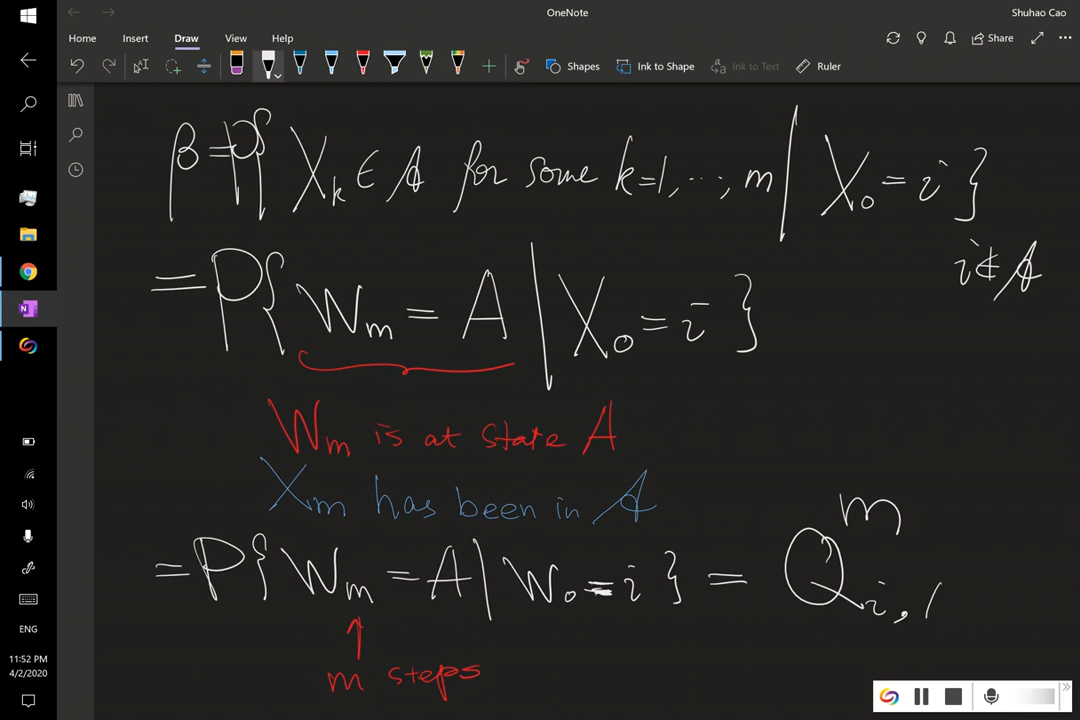 OneNote
Shuhao Cao
Home Insert Draw View Help
Share
Shapes Ink to Shape Ink to Text Ruler
β = P{ X_k ∈ 𝒜 for some k=1, ..., m | X_0 = i }
i ∉ 𝒜
= P{ W_m = A | X_0 = i }
W_m is at state A
X_m has been in 𝒜
= P{ W_m = A | W_0 = i } = Q^m_{i,
m steps
ENG
11:52 PM
4/2/2020